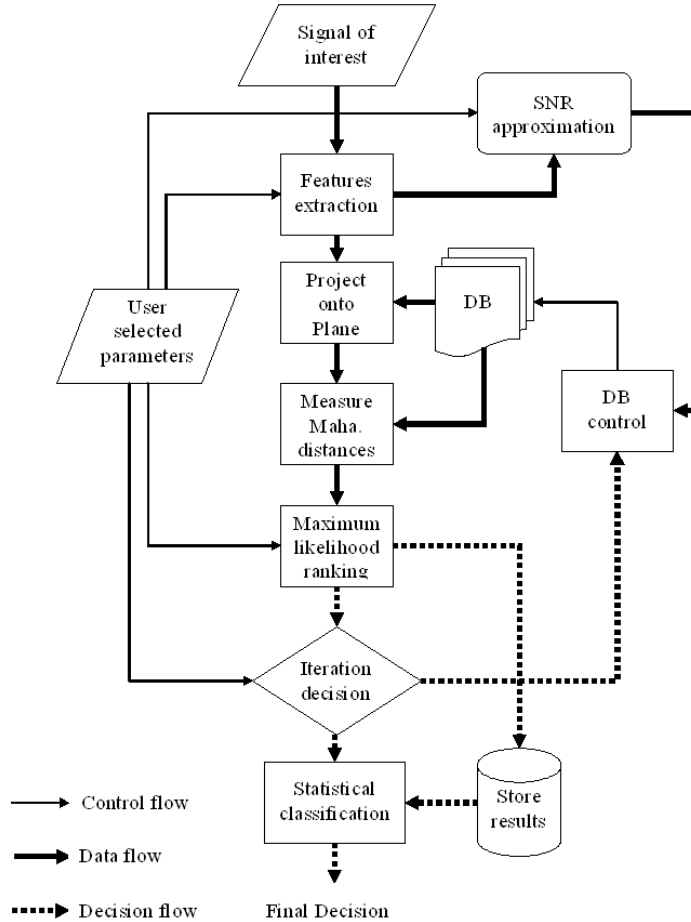 Signal of
interest
SNR
approximation
Features
extraction
User
selected
parameters
Project
onto
Plane
DB
Measure
Maha.
distances
DB
control
Maximum
likelihood
ranking
Iteration
decision
Statistical
classification
Store
results
Control flow
Data flow
Decision flow
Final Decision